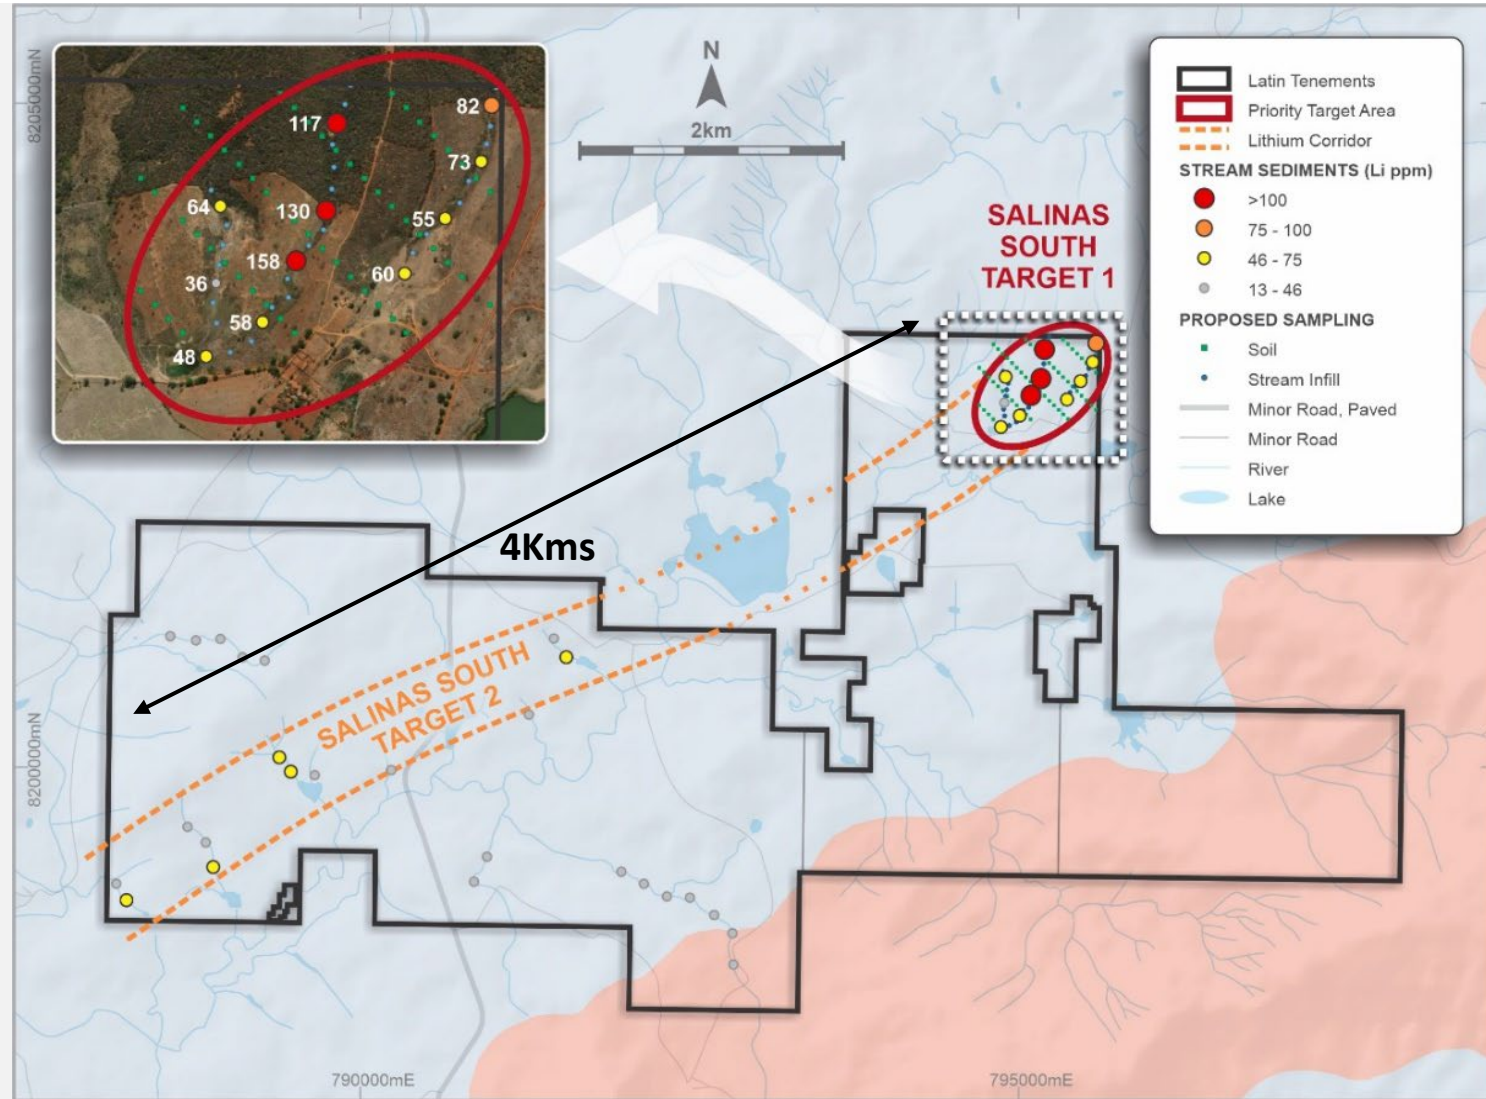 8205000mN
8200000mN
790000mE
795000mE
N
2km
117
82
73
64
130
55
158
36
60
58
48
SALINAS
SOUTH
TARGET 1
4Kms
SALINAS SOUTH
TARGET 2
Latin Tenements
Priority Target Area
Lithium Corridor
STREAM SEDIMENTS (Li ppm)
>100
75 - 100
46 - 75
13 - 46
PROPOSED SAMPLING
Soil
Stream Infill
Minor Road, Paved
Minor Road
River
Lake